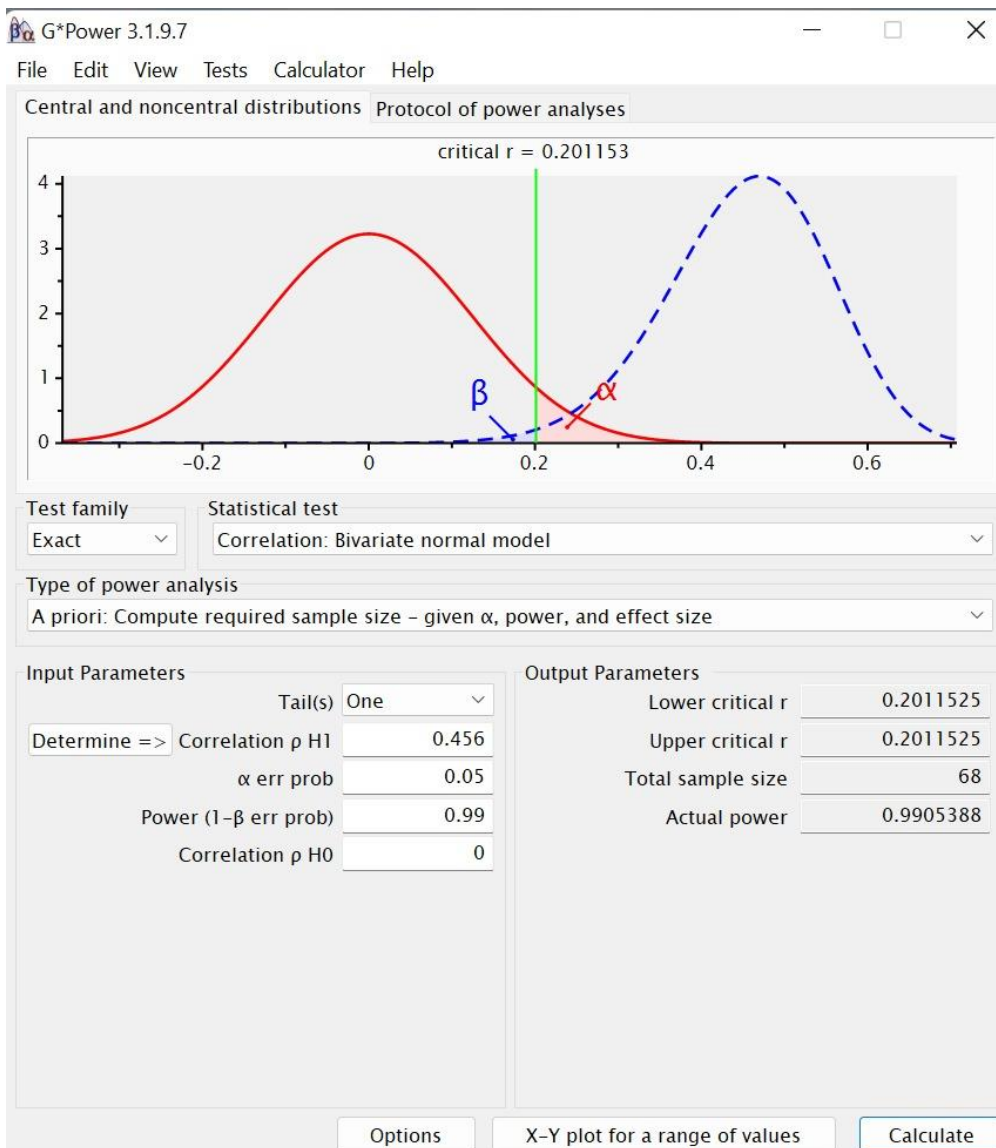 G*Power 3.1.9.7
File Edit View Tests Calculator Help
Central and noncentral distributions Protocol of power analyses
critical r = 0.201153
4
3
2
1
0
β α
-0.2 0 0.2 0.4 0.6
Test family Statistical test
Exact Correlation: Bivariate normal model
Type of power analysis
A priori: Compute required sample size – given α, power, and effect size
Input Parameters Output Parameters
Tail(s) One Lower critical r 0.2011525
Determine => Correlation ρ H1 0.456 Upper critical r 0.2011525
α err prob 0.05 Total sample size 68
Power (1-β err prob) 0.99 Actual power 0.9905388
Correlation ρ H0 0
Options X-Y plot for a range of values Calculate